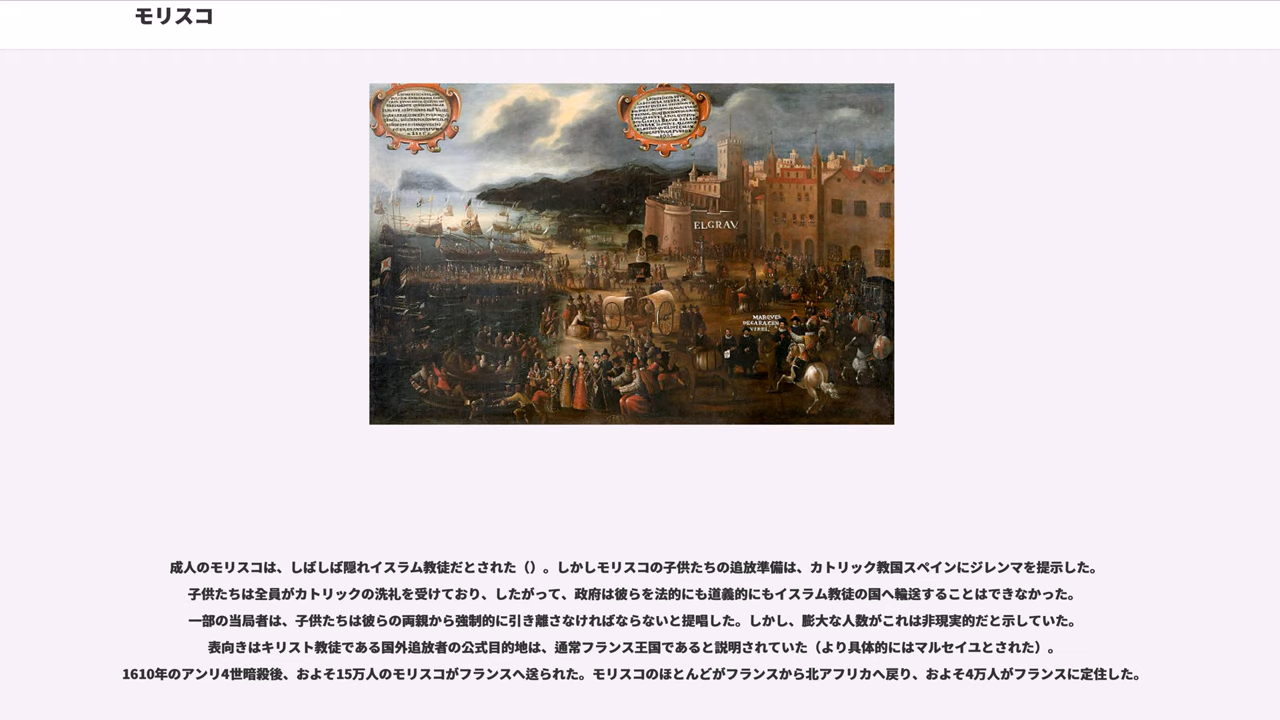 モリスコ
ELGRAV
MARQVES
成人のモリスコは、しばしば隠れイスラム教徒だとされた（）。しかしモリスコの子供たちの追放準備は、カトリック教国スペインにジレンマを提示した。
子供たちは全員がカトリックの洗礼を受けており、したがって、政府は彼らを法的にも道義的にもイスラム教徒の国へ輸送することはできなかった。
一部の当局者は、子供たちは彼らの両親から強制的に引き離さなければならないと提唱した。しかし、膨大な人数がこれは非現実的だと示していた。
表向きはキリスト教徒である国外追放者の公式目的地は、通常フランス王国であると説明されていた（より具体的にはマルセイユとされた）。
1610年のアンリ4世暗殺後、およそ15万人のモリスコがフランスへ送られた。モリスコのほとんどがフランスから北アフリカへ戻り、およそ4万人がフランスに定住した。